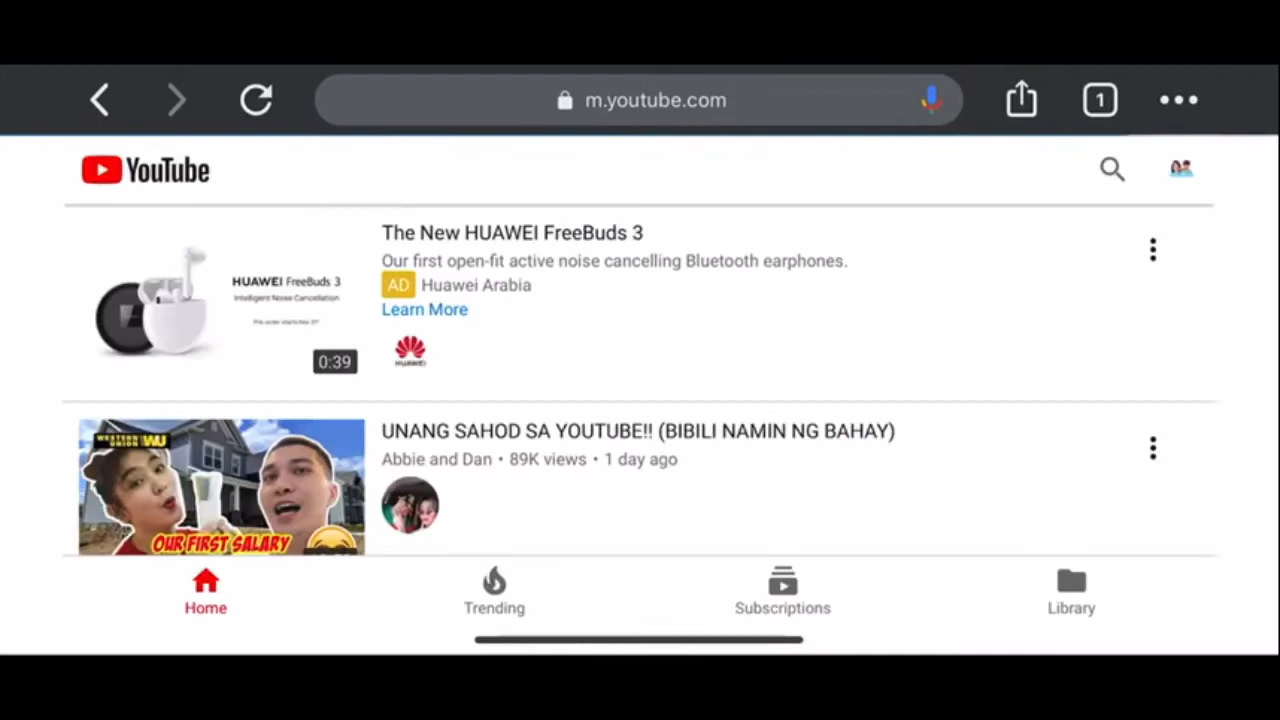 1
m.youtube.com
YouTube
The New HUAWEI FreeBuds 3
Our first open-fit active noise cancelling Bluetooth earphones.
AD Huawei Arabia
Learn More
HUAWEI
HUAWEI FreeBuds 3
Intelligent Noise Cancellation
0:39
UNANG SAHOD SA YOUTUBE!! (BIBILI NAMIN NG BAHAY)
Abbie and Dan • 89K views • 1 day ago
WESTERN UNION WU
OUR FIRST SALARY
Home
Trending
Subscriptions
Library